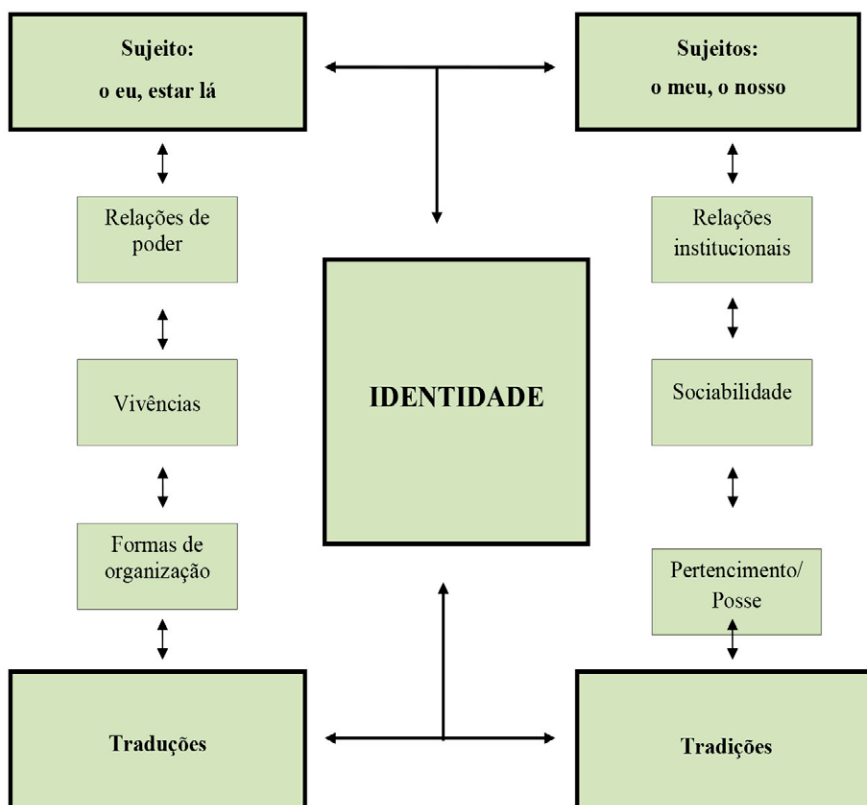 Sujeito:
o eu, estar lá
Sujeitos:
o meu, o nosso
Relações de
poder
Relações
institucionais
IDENTIDADE
Vivências
Sociabilidade
Formas de
organização
Pertencimento/
Posse
Traduções
Tradições